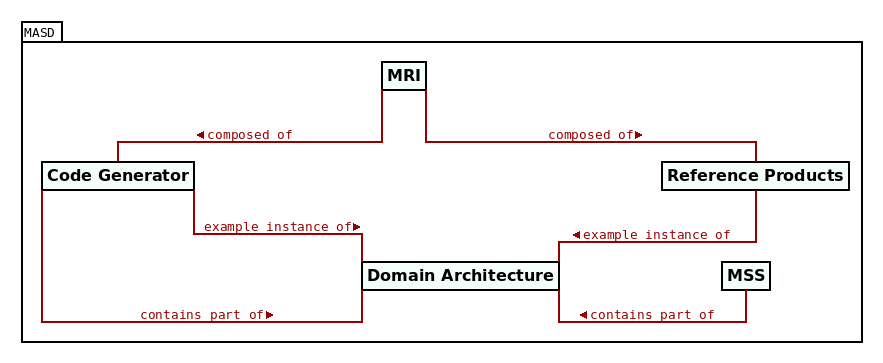 MASD
MRI
composed of
composed of
Code Generator
Reference Products
example instance of
example instance of
Domain Architecture
MSS
contains part of
contains part of